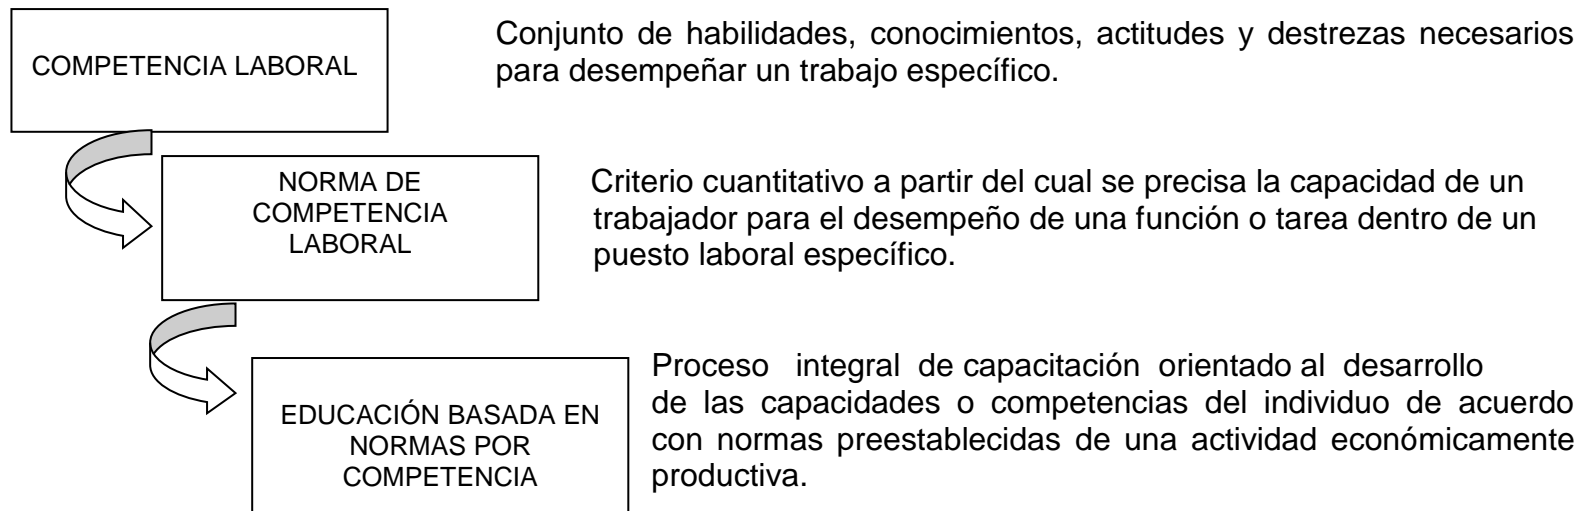 COMPETENCIA LABORAL
Conjunto de habilidades, conocimientos, actitudes y destrezas necesarios
para desempeñar un trabajo específico.
NORMA DE
COMPETENCIA
LABORAL
Criterio cuantitativo a partir del cual se precisa la capacidad de un
trabajador para el desempeño de una función o tarea dentro de un
puesto laboral específico.
EDUCACIÓN BASADA EN
NORMAS POR
COMPETENCIA
Proceso integral de capacitación orientado al desarrollo
de las capacidades o competencias del individuo de acuerdo
con normas preestablecidas de una actividad económicamente
productiva.